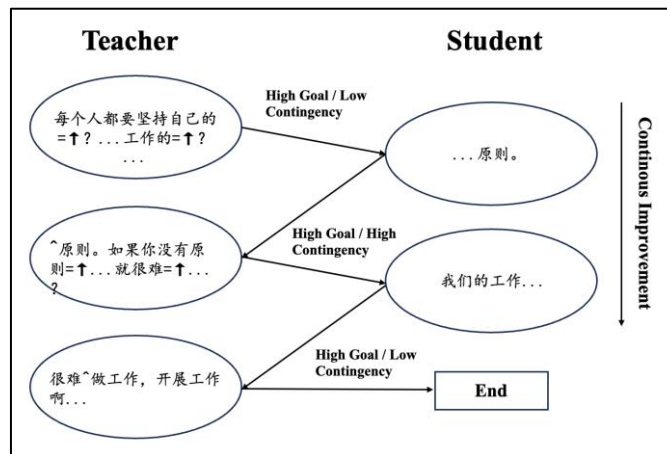 Teacher
Student
每个人都要坚持自己的
=↑? ...工作的=↑?
...
High Goal / Low
Contingency
...原则。
^原则。如果你没有原
则=↑...就很难=↑...
?
High Goal / High
Contingency
我们的工作...
很难^做工作，开展工作
啊...
High Goal / Low
Contingency
End
Continous Improvement